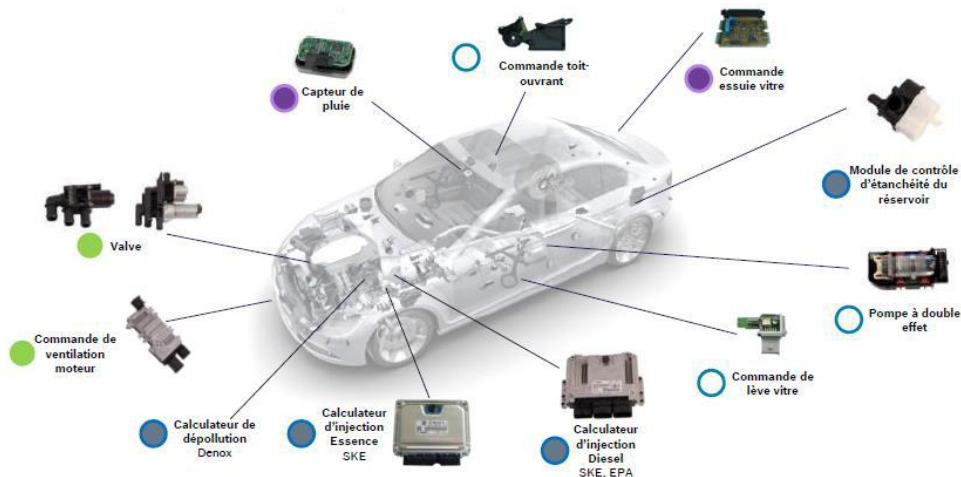 Commande toit-
ouvrant
Capteur de
pluie
Commande
essuie vitre
Module de contrôle
d'étanchéité du
réservoir
Valve
Pompe à double
effet
Commande de
ventilation
moteur
Commande de
lève vitre
Calculateur de
dépollution
Denox
Calculateur
d'injection
Essence
SKE
Calculateur
d'injection
Diesel
SKE, EPA